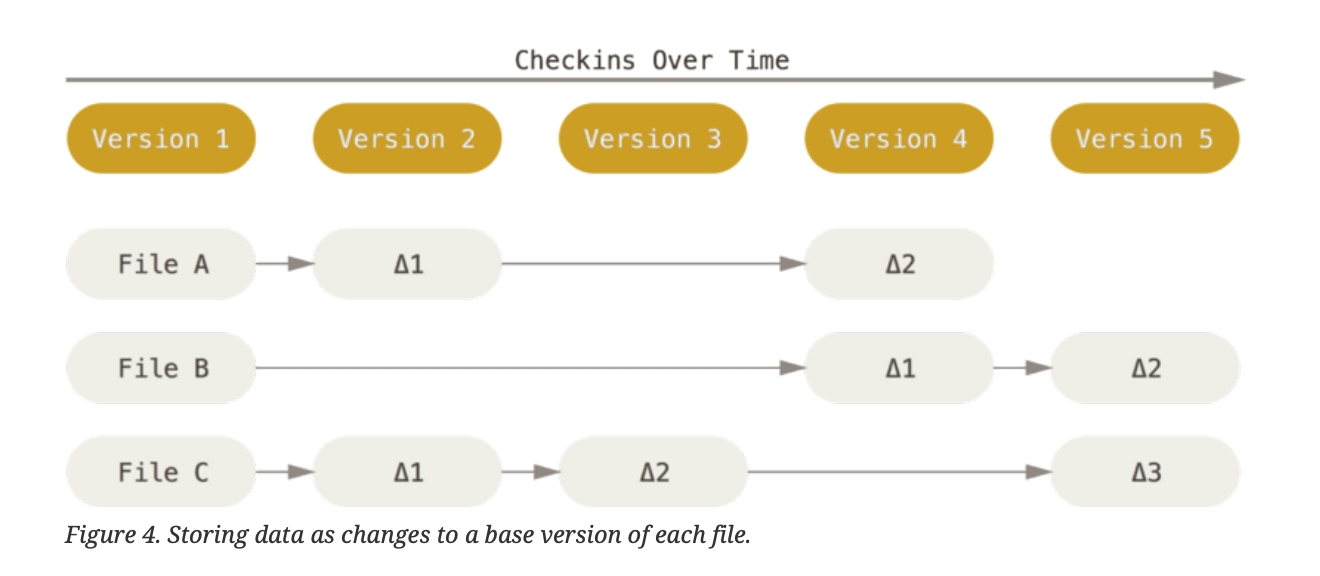 Checkins Over Time
Version 1 Version 2 Version 3 Version 4 Version 5
File A Δ1 Δ2
File B Δ1 Δ2
File C Δ1 Δ2 Δ3
Figure 4. Storing data as changes to a base version of each file.